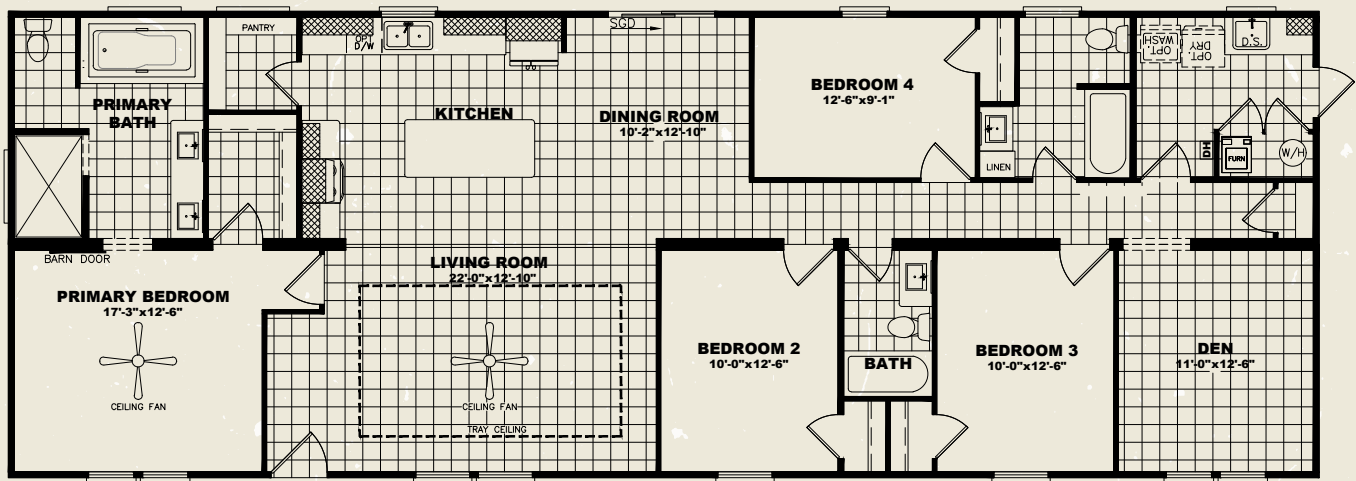 PANTRY
OPT.
D/W
SGD
PRIMARY
BATH
KITCHEN
DINING ROOM
10'-2"x12'-10"
BEDROOM 4
12'-6"x9'-1"
LINEN
OPT.
WASH
OPT.
DRY
D.S.
OH
FURN
W/H
BARN DOOR
PRIMARY BEDROOM
17'-3"x12'-6"
CEILING FAN
LIVING ROOM
22'-0"x12'-10"
CEILING FAN
TRAY CEILING
BEDROOM 2
10'-0"x12'-6"
BATH
BEDROOM 3
10'-0"x12'-6"
DEN
11'-0"x12'-6"